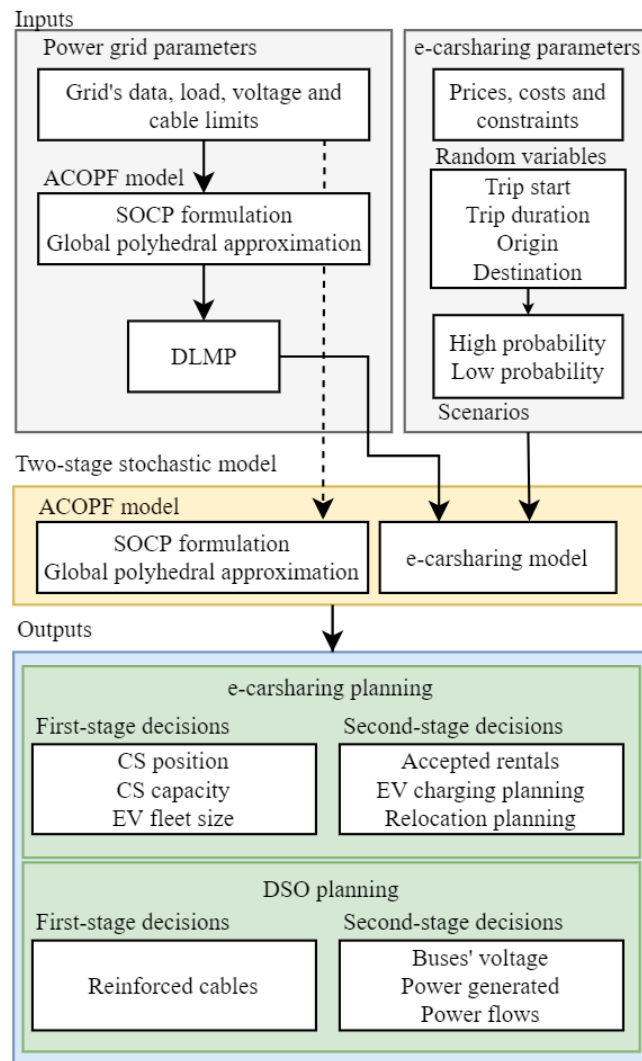 Inputs
Power grid parameters
Grid's data, load, voltage and
cable limits
ACOPF model
SOCP formulation
Global polyhedral approximation
DLMP
e-carsharing parameters
Prices, costs and
constraints
Random variables
Trip start
Trip duration
Origin
Destination
High probability
Low probability
Scenarios
Two-stage stochastic model
ACOPF model
SOCP formulation
Global polyhedral approximation
e-carsharing model
Outputs
e-carsharing planning
First-stage decisions
CS position
CS capacity
EV fleet size
Second-stage decisions
Accepted rentals
EV charging planning
Relocation planning
DSO planning
First-stage decisions
Reinforced cables
Second-stage decisions
Buses' voltage
Power generated
Power flows